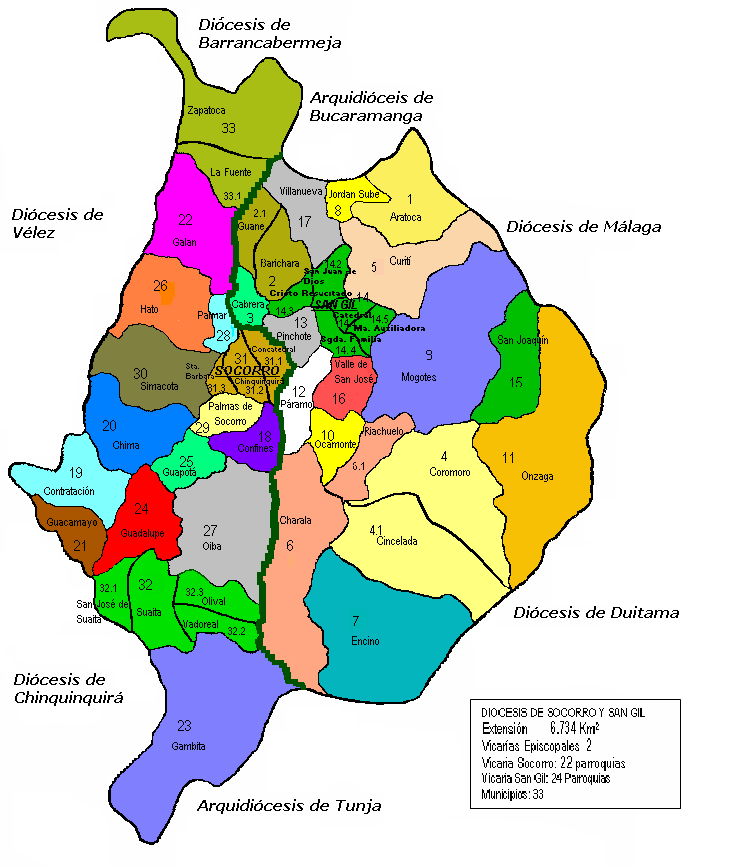 Diócesis de
Barrancabermeja
Arquidióceis de
Bucaramanga
Zapatoca
33
La Fuente
33.1
Villanueva
17
Jordan Sube
8
1
Aratoca
Diócesis de
Vélez
22
Galan
2.1
Guane
Barichara
2
5
Curití
Diócesis de Málaga
14.2
San Juan de
Dios
Cristo Resucitado
14
SAN GIL
14.3
Catedral
14.5
Ma. Auxiliadora
Sgda. Familia
14.4
26
Hato
Palmar
28
Cabrera
3
13
Pinchote
9
Mogotes
San Joaquín
15
30
Simacota
Sta.
Barbara
31
Concatedral
31.1
SOCORRO
Chinquinquira
31.3
31.2
12
Páramo
Valle de
San José
16
20
Chima
Palmas de
Socorro
29
18
Confines
10
Ocamonte
Riachuelo
6.1
4
Coromoro
11
Onzaga
19
Contratación
25
Guapota
Guacamayo
21
24
Guadalupe
27
Oiba
Charala
6
4.1
Cincelada
32.1
San José de
Suaita
32
Suaita
32.3
Olival
Vadoreal
32.2
7
Encino
Diócesis de Duitama
Diócesis de
Chinquinquirá
23
Gambita
Arquidiócesis de Tunja
DIOCESIS DE SOCORRO Y SAN GIL
Extensión 6.734 Km²
Vicarías Episcopales 2
Vicaria Socorro: 22 parroquias
Vicaria San Gil: 24 Parroquias
Municipios: 33